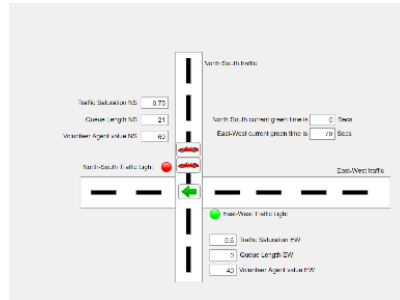 North-South traffic
Traffic Saturation NS 0.75
Queue Length NS 21
Volunteer Agent value NS 60
North-South current green time is 0 Secs
East-West current green time is 79 Secs
North-South Traffic Light
East-West traffic
East-West Traffic Light
0.6 Traffic Saturation EW
0 Queue Length EW
40 Volunteer Agent value EW